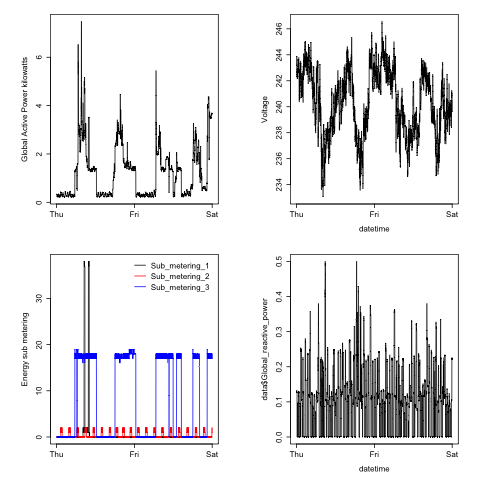 Global Active Power kilowatts
0 2 4 6
Thu Fri Sat
Voltage
234 236 238 240 242 246
Thu Fri Sat
datetime
Energy sub metering
0 10 20 30
Sub_metering_1
Sub_metering_2
Sub_metering_3
Thu Fri Sat
data$Global_reactive_power
0.0 0.1 0.2 0.3 0.4 0.5
Thu Fri Sat
datetime